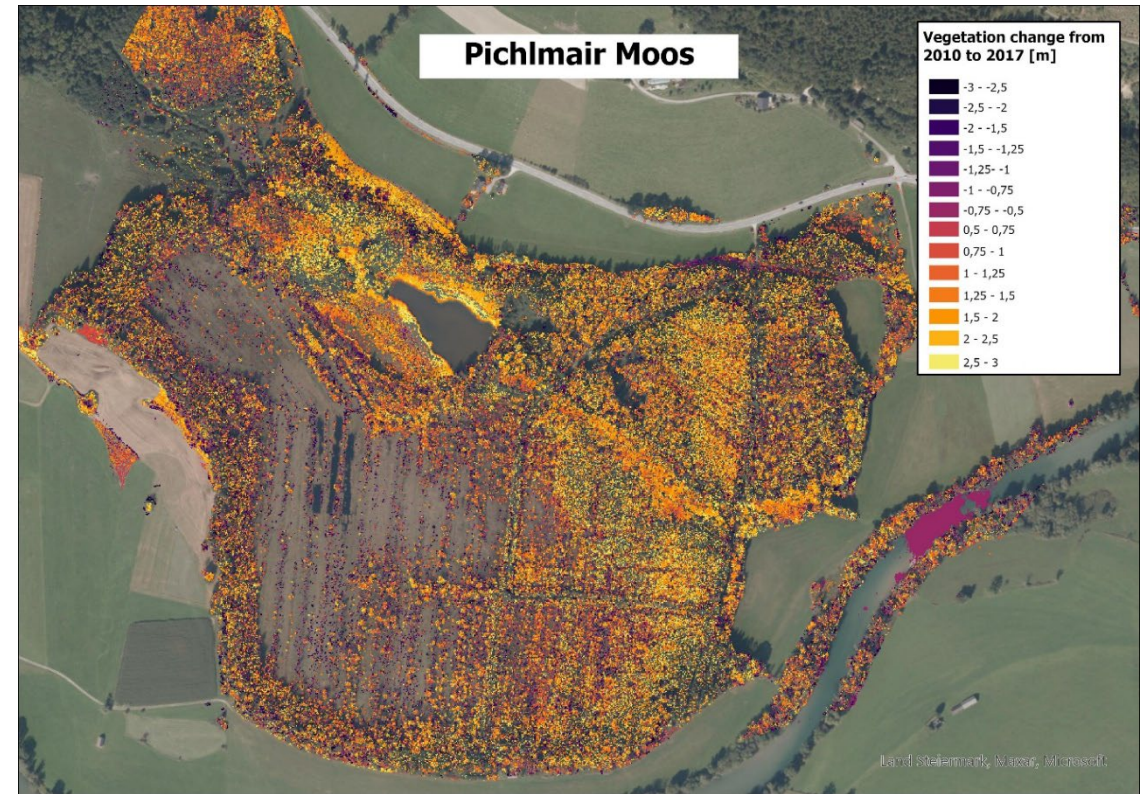 Pichlmair Moos
Vegetation change from
2010 to 2017 [m]
-3 - -2,5
-2,5 - -2
-2 - -1,5
-1,5 - -1,25
-1,25- -1
-1 - -0,75
-0,75 - -0,5
0,5 - 0,75
0,75 - 1
1 - 1,25
1,25 - 1,5
1,5 - 2
2 - 2,5
2,5 - 3
Land Steiermark, Maxar, Microsoft